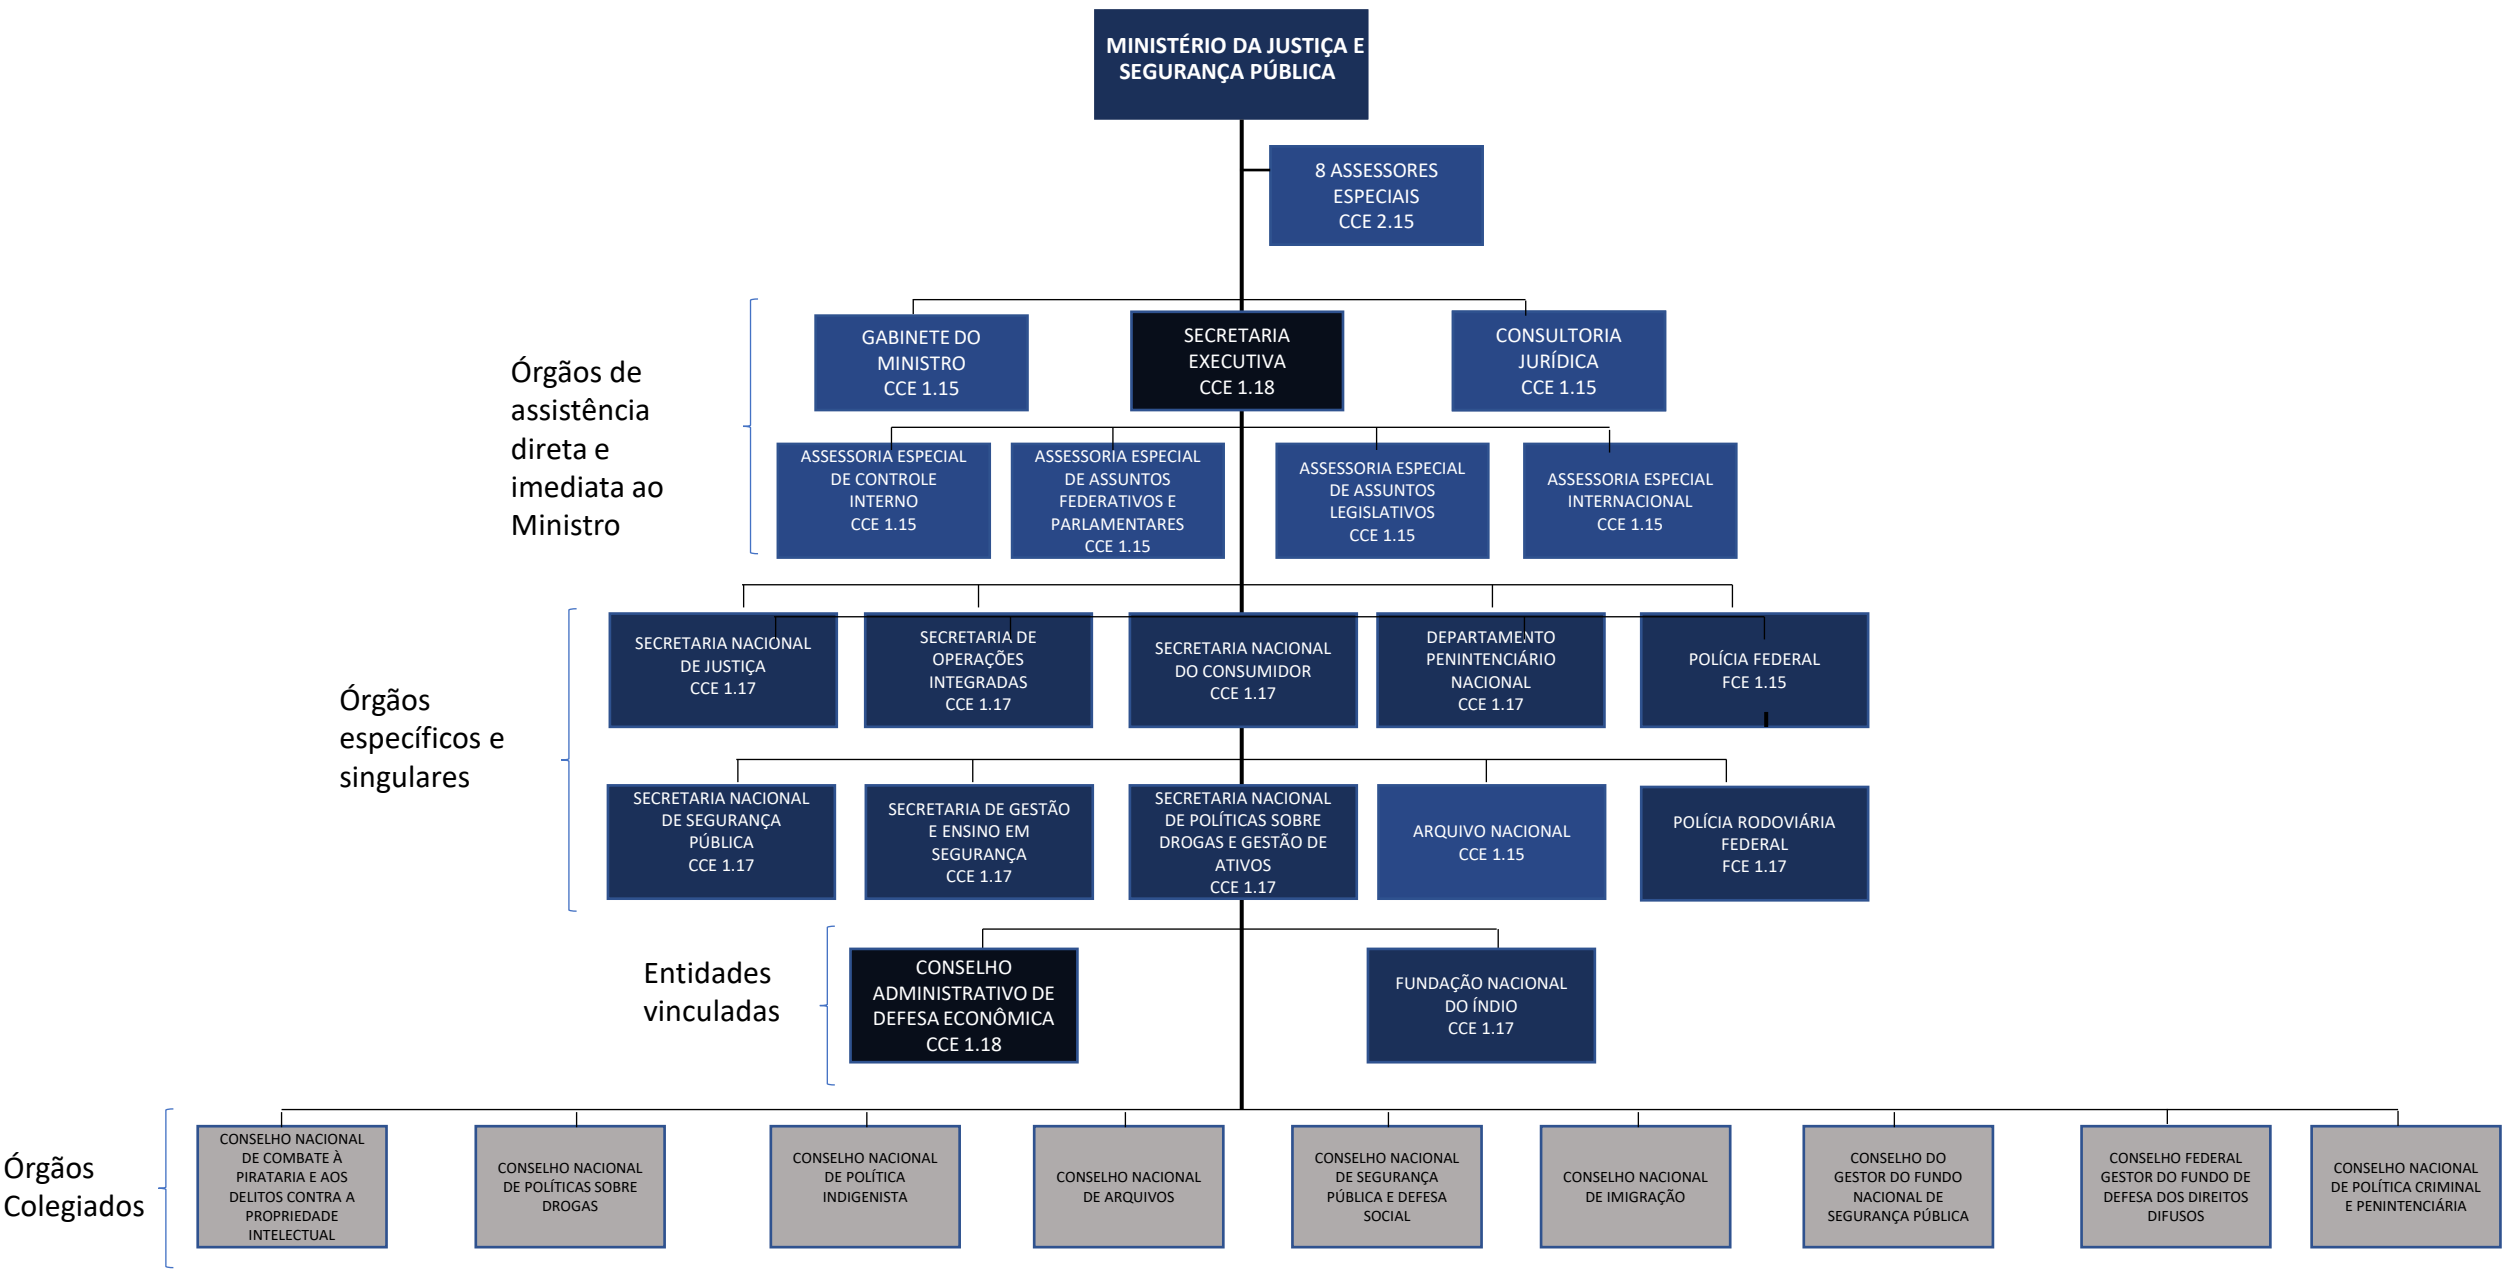 MINISTÉRIO DA JUSTIÇA E
SEGURANÇA PÚBLICA
8 ASSESSORES
ESPECIAIS
CCE 2.15
Órgãos de
assistência
direta e
imediata ao
Ministro
GABINETE DO
MINISTRO
CCE 1.15
SECRETARIA
EXECUTIVA
CCE 1.18
CONSULTORIA
JURÍDICA
CCE 1.15
ASSESSORIA ESPECIAL
DE CONTROLE
INTERNO
CCE 1.15
ASSESSORIA ESPECIAL
DE ASSUNTOS
FEDERATIVOS E
PARLAMENTARES
CCE 1.15
ASSESSORIA ESPECIAL
DE ASSUNTOS
LEGISLATIVOS
CCE 1.15
ASSESSORIA ESPECIAL
INTERNACIONAL
CCE 1.15
Órgãos
específicos e
singulares
SECRETARIA NACIONAL
DE JUSTIÇA
CCE 1.17
SECRETARIA DE
OPERAÇÕES
INTEGRADAS
CCE 1.17
SECRETARIA NACIONAL
DO CONSUMIDOR
CCE 1.17
DEPARTAMENTO
PENINTENCIÁRIO
NACIONAL
CCE 1.17
POLÍCIA FEDERAL
FCE 1.15
SECRETARIA NACIONAL
DE SEGURANÇA
PÚBLICA
CCE 1.17
SECRETARIA DE GESTÃO
E ENSINO EM
SEGURANÇA
CCE 1.17
SECRETARIA NACIONAL
DE POLÍTICAS SOBRE
DROGAS E GESTÃO DE
ATIVOS
CCE 1.17
ARQUIVO NACIONAL
CCE 1.15
POLÍCIA RODOVIÁRIA
FEDERAL
FCE 1.17
Entidades
vinculadas
CONSELHO
ADMINISTRATIVO DE
DEFESA ECONÔMICA
CCE 1.18
FUNDAÇÃO NACIONAL
DO ÍNDIO
CCE 1.17
Órgãos
Colegiados
CONSELHO NACIONAL
DE COMBATE À
PIRATARIA E AOS
DELITOS CONTRA A
PROPRIEDADE
INTELECTUAL
CONSELHO NACIONAL
DE POLÍTICAS SOBRE
DROGAS
CONSELHO NACIONAL
DE POLÍTICA
INDIGENISTA
CONSELHO NACIONAL
DE ARQUIVOS
CONSELHO NACIONAL
DE SEGURANÇA
PÚBLICA E DEFESA
SOCIAL
CONSELHO NACIONAL
DE IMIGRAÇÃO
CONSELHO DO
GESTOR DO FUNDO
NACIONAL DE
SEGURANÇA PÚBLICA
CONSELHO FEDERAL
GESTOR DO FUNDO DE
DEFESA DOS DIREITOS
DIFUSOS
CONSELHO NACIONAL
DE POLÍTICA CRIMINAL
E PENINTENCIÁRIA